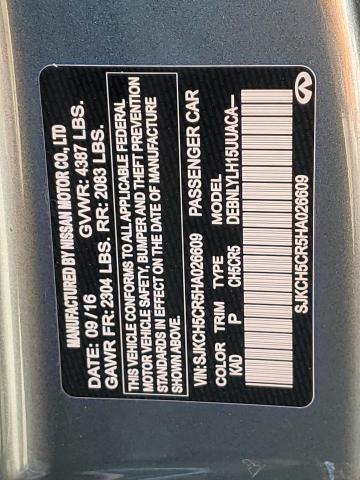 MANUFACTURED BY NISSAN MOTOR CO., LTD
DATE: 09/16 GVWR: 4387 LBS.
GAWR FR: 2304 LBS. RR: 2083 LBS.
THIS VEHICLE CONFORMS TO ALL APPLICABLE FEDERAL
MOTOR VEHICLE SAFETY, BUMPER AND THEFT PREVENTION
STANDARDS IN EFFECT ON THE DATE OF MANUFACTURE
SHOWN ABOVE.
VIN: SJKCH5CR5HA026609 PASSENGER CAR
COLOR TRIM TYPE MODEL
KAD P CH5CR5 DEBNLYLH15UUACA—
SJKCH5CR5HA026609